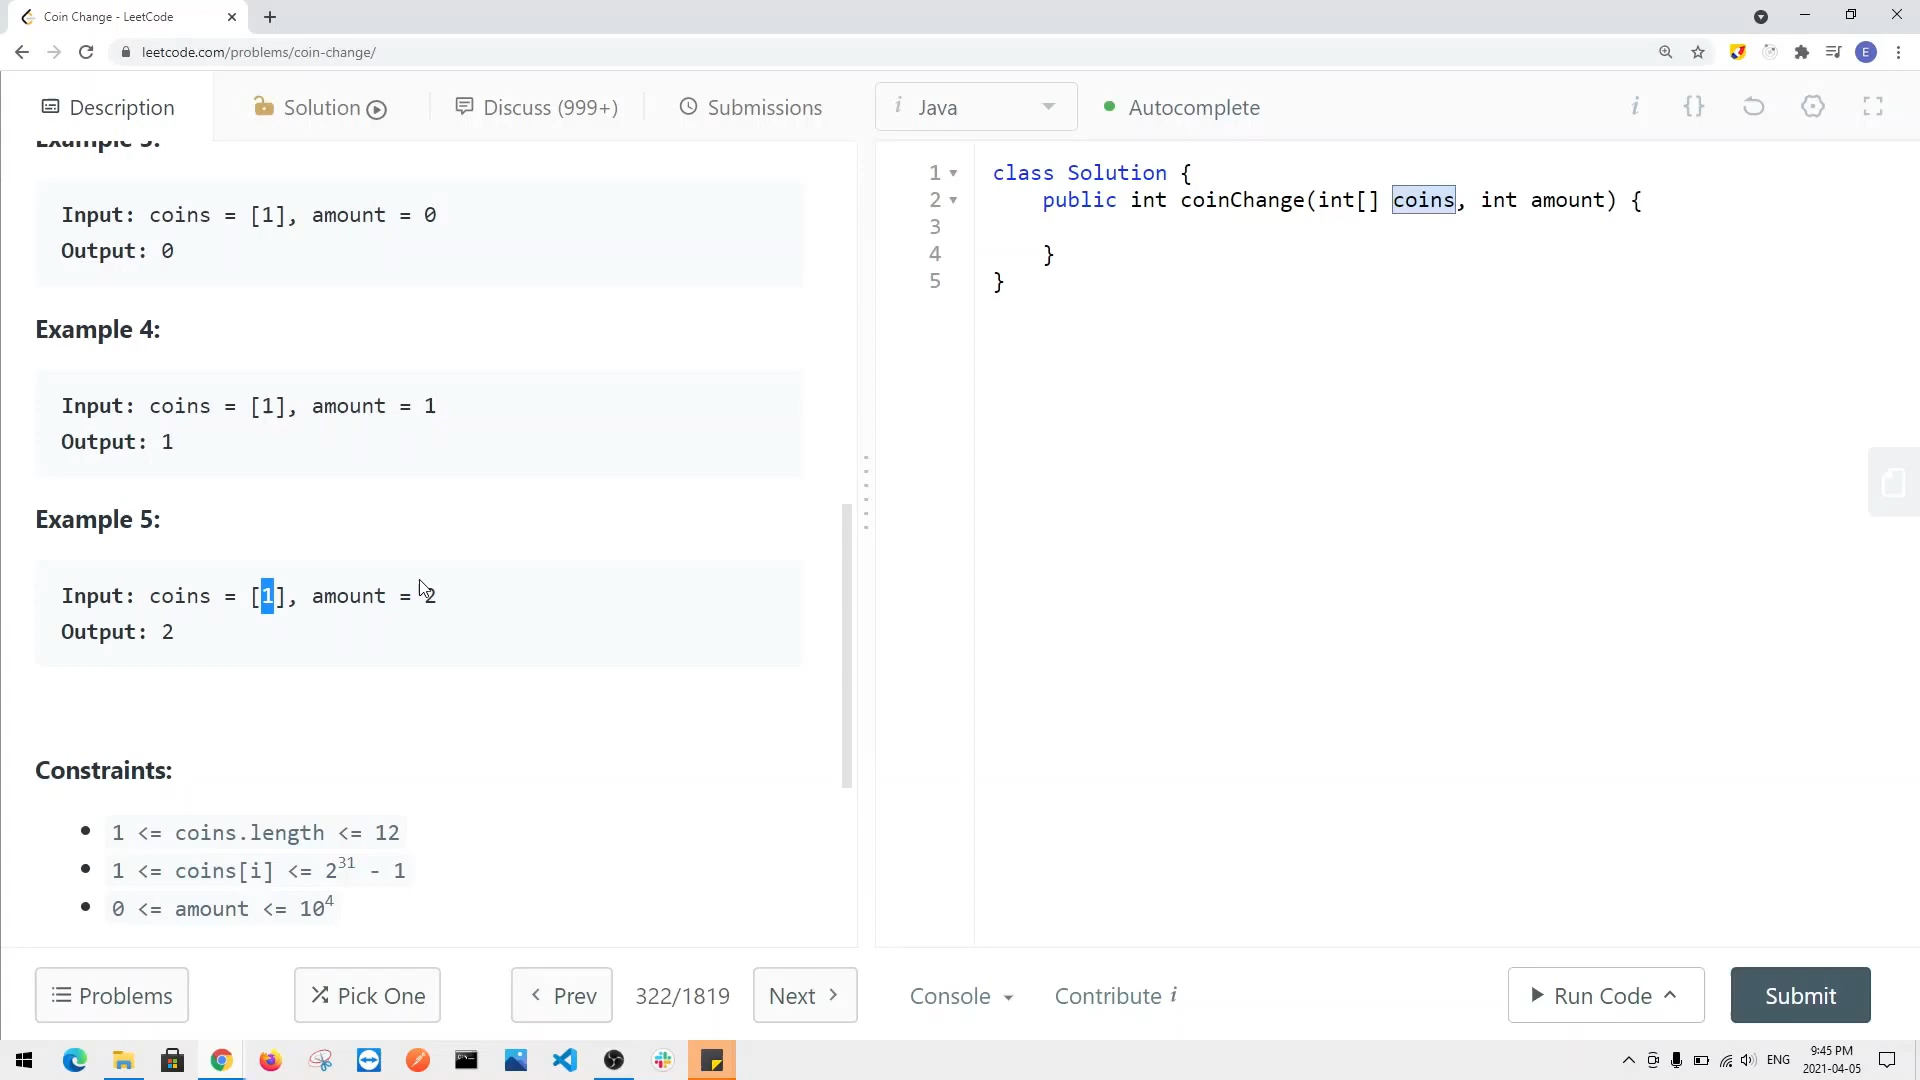 Coin Change - LeetCode
leetcode.com/problems/coin-change/
E
Description
Solution
Discuss (999+)
Submissions
i Java
Autocomplete
i {}
Example 3:
Input: coins = [1], amount = 0
Output: 0
Example 4:
Input: coins = [1], amount = 1
Output: 1
Example 5:
Input: coins = [1], amount = 2
Output: 2
Constraints:
1 <= coins.length <= 12
1 <= coins[i] <= 2^31 - 1
0 <= amount <= 10^4
1 class Solution {
2 public int coinChange(int[] coins, int amount) {
3
4 }
5 }
Problems
Pick One
< Prev
322/1819
Next >
Console
Contribute i
Run Code
Submit
ENG
9:45 PM
2021-04-05